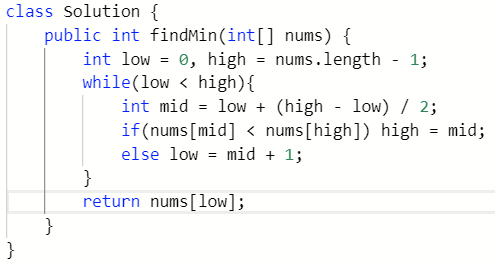 class Solution {
    public int findMin(int[] nums) {
        int low = 0, high = nums.length - 1;
        while(low < high){
            int mid = low + (high - low) / 2;
            if(nums[mid] < nums[high]) high = mid;
            else low = mid + 1;
        }
        return nums[low];
    }
}